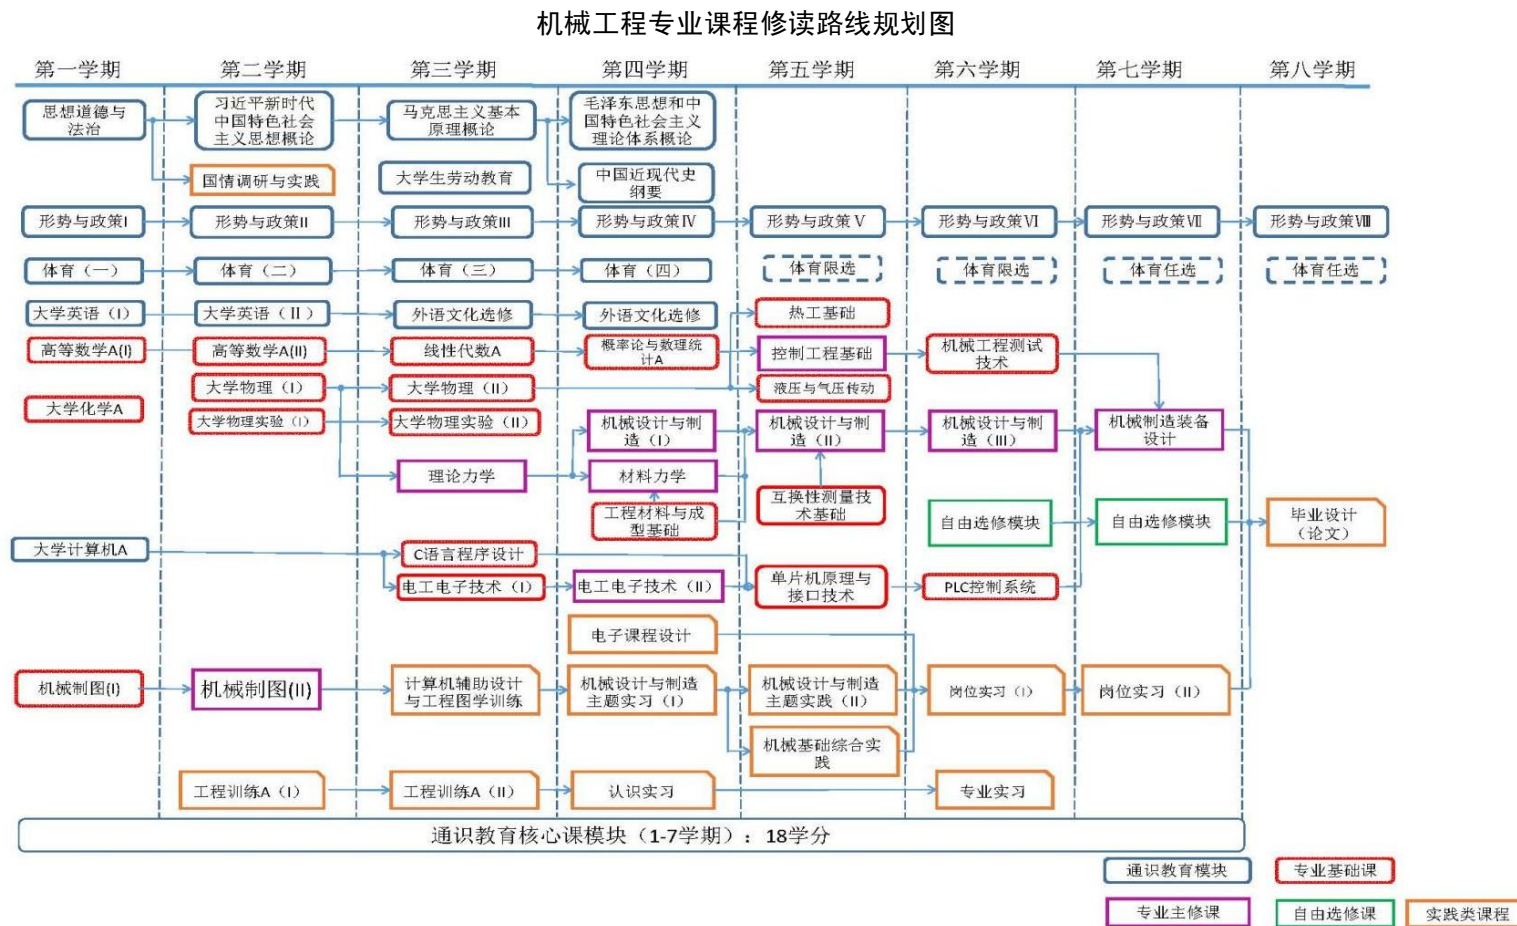 机械工程专业课程修读路线规划图
第一学期 第二学期 第三学期 第四学期 第五学期 第六学期 第七学期 第八学期
思想道德与
法治
习近平新时代
中国特色社会
主义思想概论
马克思主义基本
原理概论
毛泽东思想和中
国特色社会主义
理论体系概论
国情调研与实践
大学生劳动教育
中国近现代史
纲要
形势与政策I
形势与政策II
形势与政策III
形势与政策Ⅳ
形势与政策Ⅴ
形势与政策Ⅵ
形势与政策Ⅶ
形势与政策Ⅷ
体育（一）
体育（二）
体育（三）
体育（四）
体育限选
体育限选
体育任选
体育任选
大学英语（I）
大学英语（Ⅱ）
外语文化选修
外语文化选修
热工基础
高等数学A(I)
高等数学A(II)
线性代数A
概率论与数理统
计A
控制工程基础
机械工程测试
技术
大学物理（I）
大学物理（II）
液压与气压传动
大学化学A
大学物理实验（I）
大学物理实验（II）
机械设计与制
造（I）
机械设计与制
造（II）
机械设计与制
造（III）
机械制造装备
设计
理论力学
材料力学
工程材料与成
型基础
互换性测量技
术基础
自由选修模块
自由选修模块
毕业设计
（论文）
大学计算机A
C语言程序设计
电工电子技术（I）
电工电子技术（II）
单片机原理与
接口技术
PLC控制系统
电子课程设计
机械制图(I)
机械制图(II)
计算机辅助设计
与工程图学训练
机械设计与制造
主题实习（I）
机械设计与制造
主题实践（II）
岗位实习（I）
岗位实习（II）
机械基础综合实
践
工程训练A（I）
工程训练A（II）
认识实习
专业实习
通识教育核心课模块（1-7学期）：18学分
通识教育模块
专业基础课
专业主修课
自由选修课
实践类课程